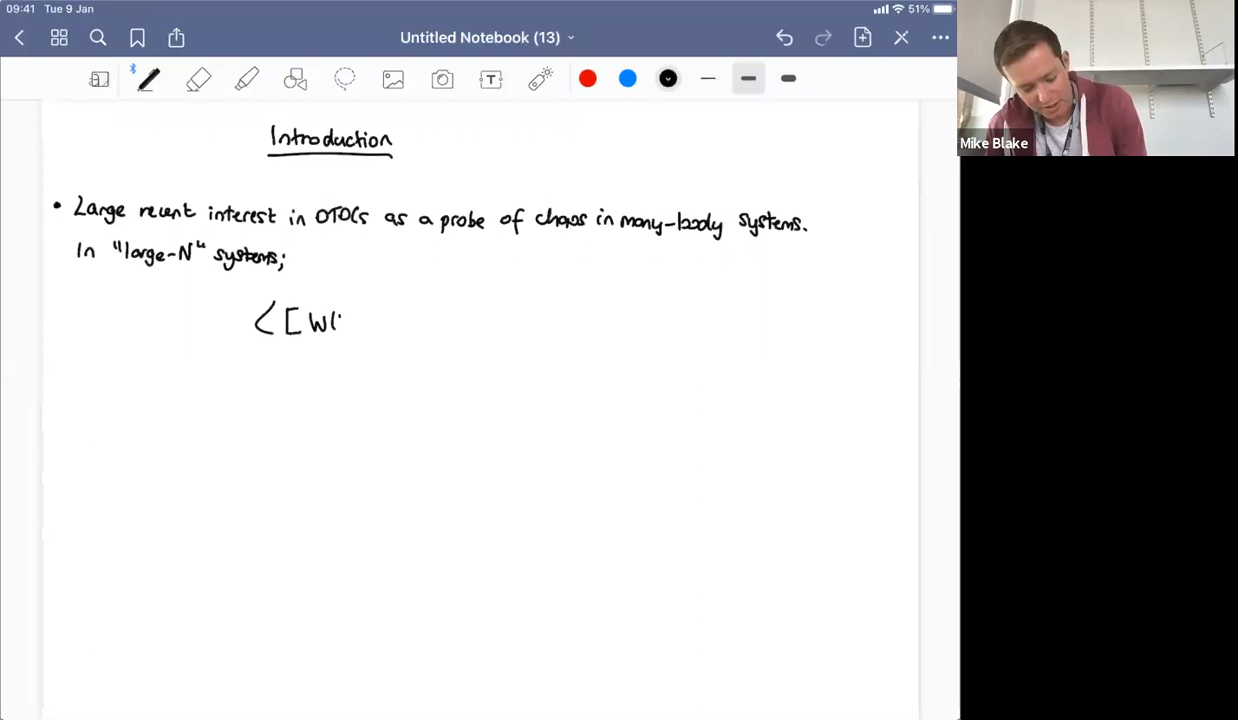 09:41 Tue 9 Jan
51%
Untitled Notebook (13)
T
Mike Blake
Introduction
• Large recent interest in OTOCs as a probe of chaos in many-body systems.
In "large-N" systems;
< [ W(